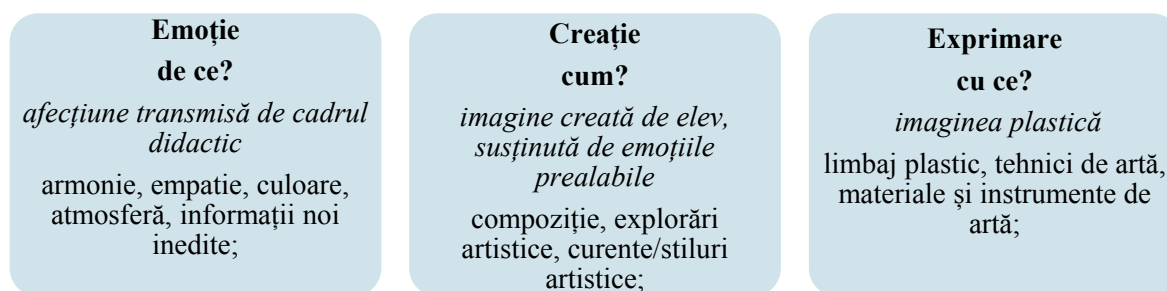 Emoție
de ce?
afecțiune transmisă de cadrul
didactic
armonie, empatie, culoare,
atmosferă, informații noi
inedite;
Creație
cum?
imagine creată de elev,
susținută de emoțiile
prealabile
compoziție, explorări
artistice, curente/stiluri
artistice;
Exprimare
cu ce?
imaginea plastică
limbaj plastic, tehnici de artă,
materiale și instrumente de
artă;